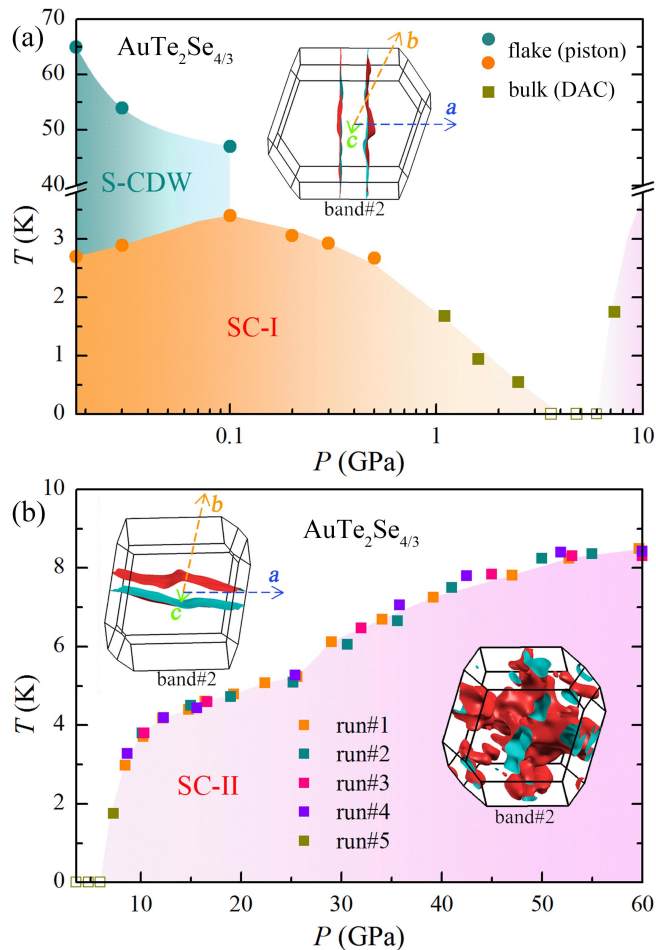 (a)
AuTe₂Se₄/₃
flake (piston)
bulk (DAC)
70
60
50
40
3
2
1
0
T (K)
S-CDW
SC-I
b
a
c
band#2
0.1
1
10
P (GPa)
(b)
AuTe₂Se₄/₃
10
8
6
4
2
0
T (K)
b
a
c
band#2
SC-II
run#1
run#2
run#3
run#4
run#5
band#2
10
20
30
40
50
60
P (GPa)